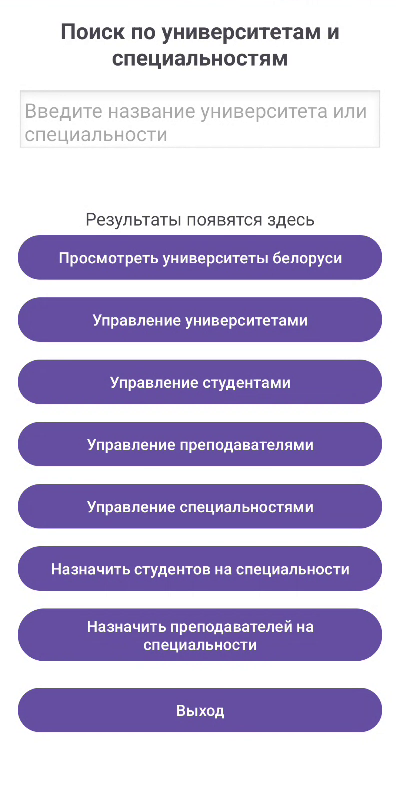 Поиск по университетам и
специальностям
Введите название университета или
специальности
Результаты появятся здесь
Просмотреть университеты белоруси
Управление университетами
Управление студентами
Управление преподавателями
Управление специальностями
Назначить студентов на специальности
Назначить преподавателей на
специальности
Выход